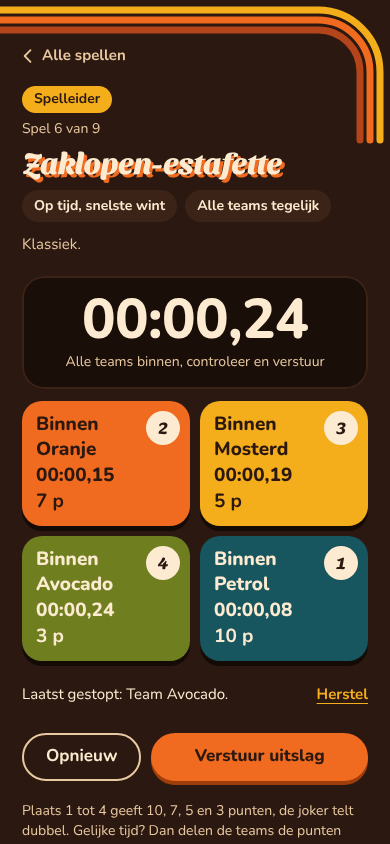 Alle spellen
Spelleider
Spel 6 van 9
Zaklopen-estafette
Op tijd, snelste wint
Alle teams tegelijk
Klassiek.
00:00,24
Alle teams binnen, controleer en verstuur
Binnen
Oranje
00:00,15
7 p
2
Binnen
Mosterd
00:00,19
5 p
3
Binnen
Avocado
00:00,24
3 p
4
Binnen
Petrol
00:00,08
10 p
1
Laatst gestopt: Team Avocado.
Herstel
Opnieuw
Verstuur uitslag
Plaats 1 tot 4 geeft 10, 7, 5 en 3 punten, de joker telt
dubbel. Gelijke tijd? Dan delen de teams de punten